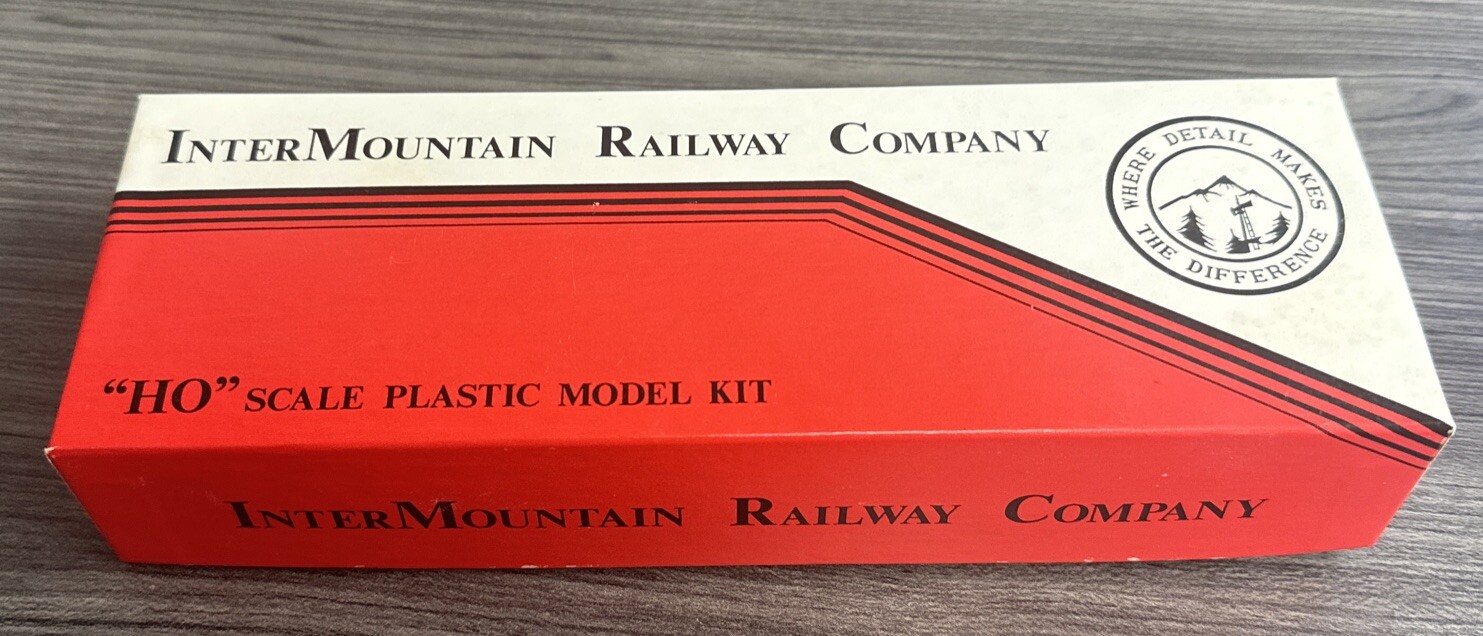 INTERMOUNTAIN RAILWAY COMPANY
WHERE DETAIL MAKES
THE DIFFERENCE
“HO” SCALE PLASTIC MODEL KIT
INTERMOUNTAIN RAILWAY COMPANY